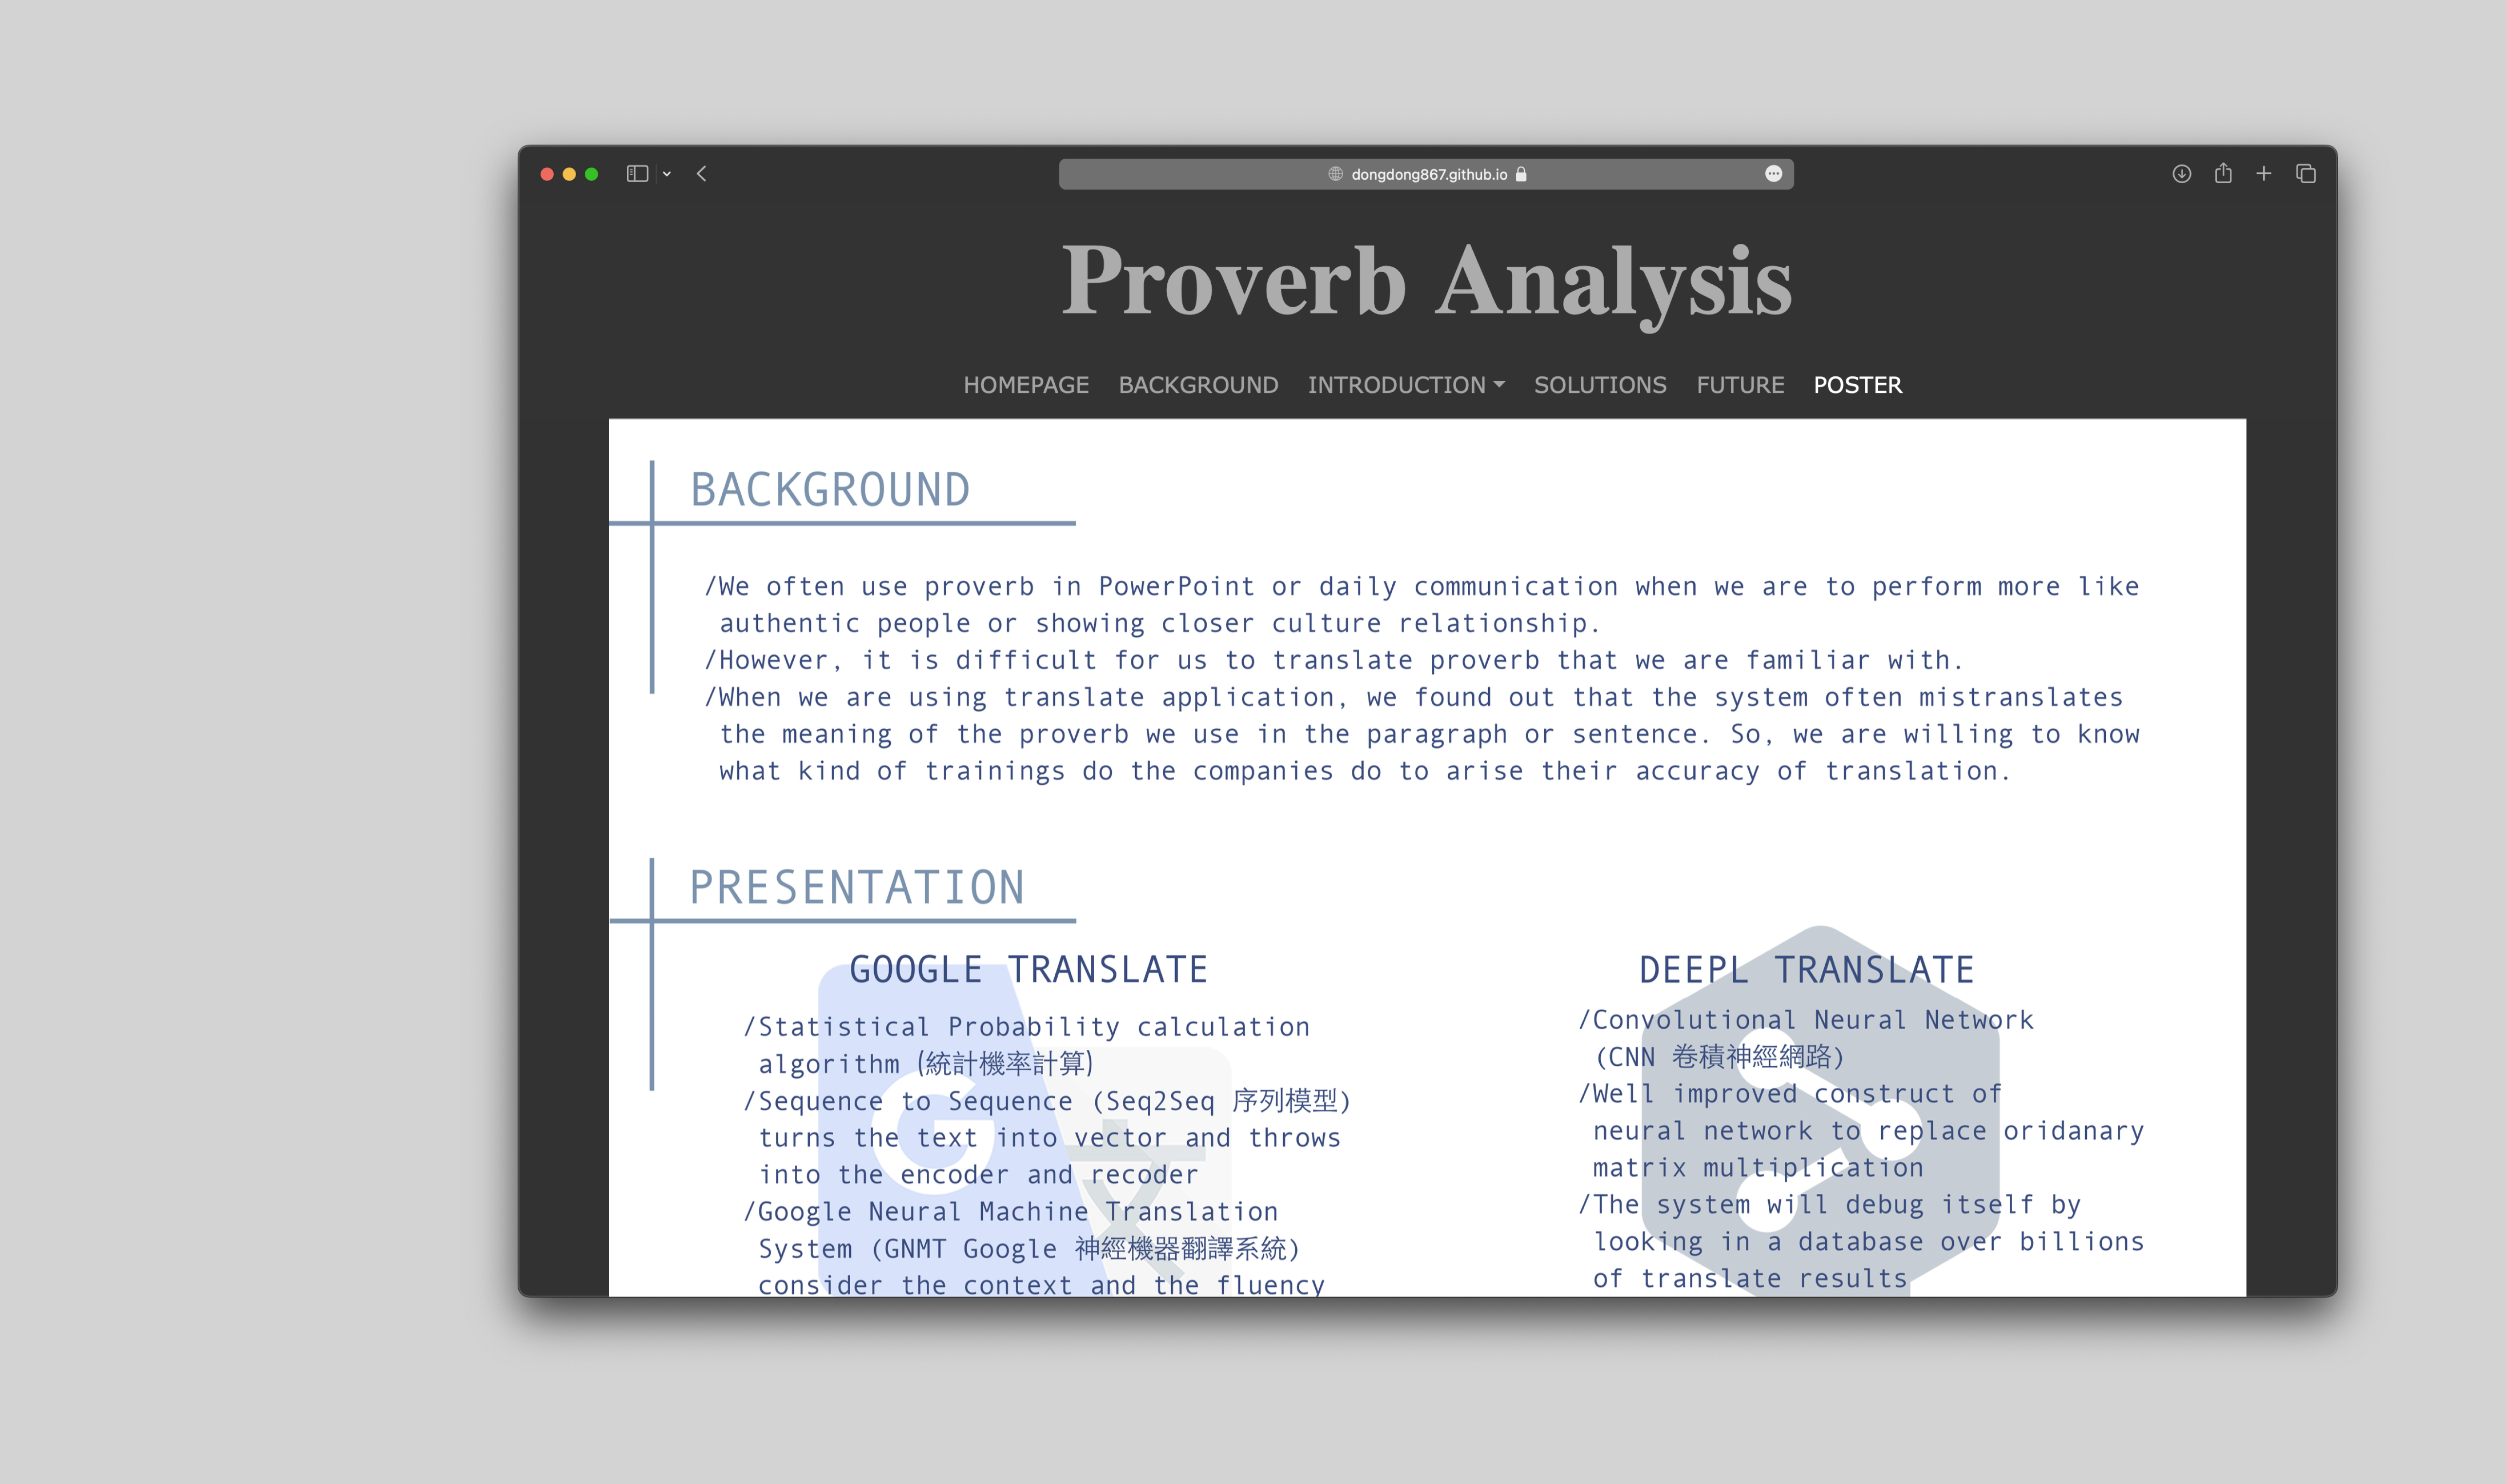 dongdong867.github.io
Proverb Analysis
HOMEPAGE BACKGROUND INTRODUCTION SOLUTIONS FUTURE POSTER
BACKGROUND
/We often use proverb in PowerPoint or daily communication when we are to perform more like
authentic people or showing closer culture relationship.
/However, it is difficult for us to translate proverb that we are familiar with.
/When we are using translate application, we found out that the system often mistranslates
the meaning of the proverb we use in the paragraph or sentence. So, we are willing to know
what kind of trainings do the companies do to arise their accuracy of translation.
PRESENTATION
GOOGLE TRANSLATE
/Statistical Probability calculation
algorithm (統計機率計算)
/Sequence to Sequence (Seq2Seq 序列模型)
turns the text into vector and throws
into the encoder and recoder
/Google Neural Machine Translation
System (GNMT Google 神經機器翻譯系統)
consider the context and the fluency
DEEPL TRANSLATE
/Convolutional Neural Network
(CNN 卷積神經網路)
/Well improved construct of
neural network to replace oridanary
matrix multiplication
/The system will debug itself by
looking in a database over billions
of translate results